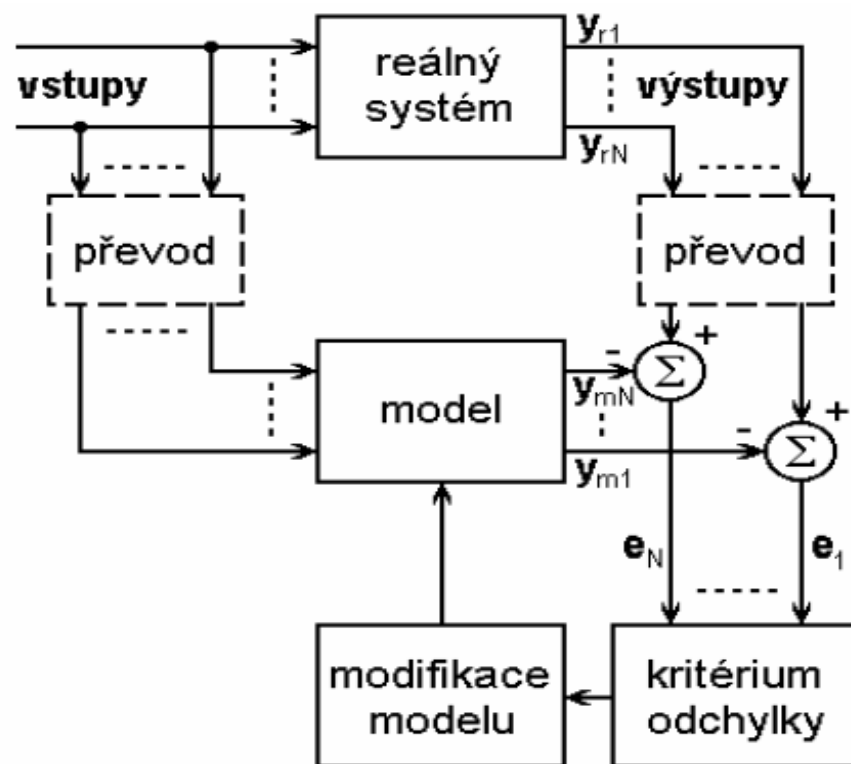 y_r1
reálný
systém
vstupy
výstupy
y_rN
převod
převod
+
-
Σ
y_mN
model
+
-
Σ
y_m1
e_N
e_1
modifikace
modelu
kritérium
odchylky